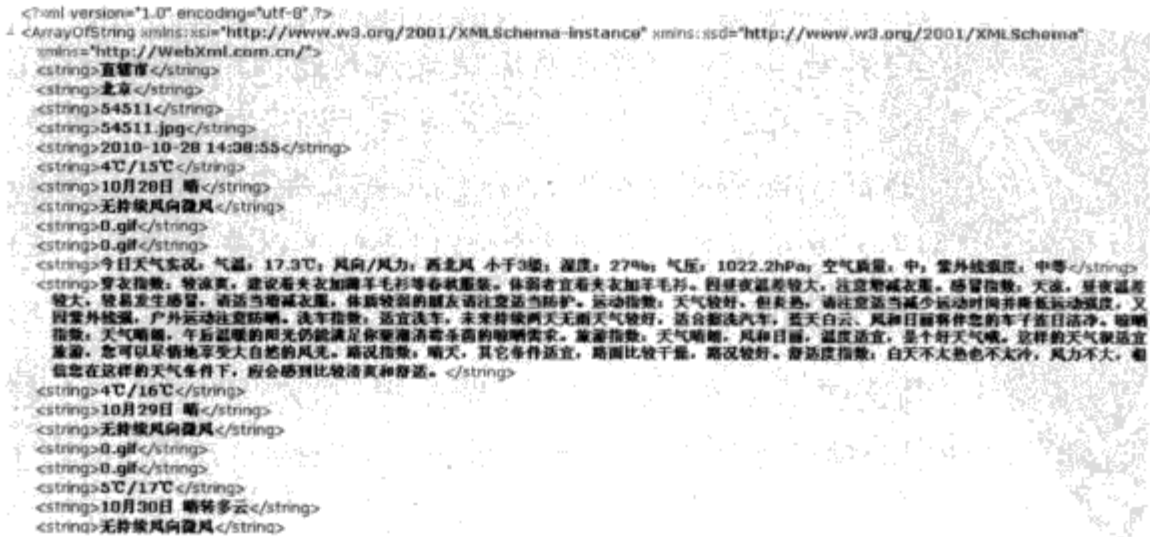 <?xml version="1.0" encoding="utf-8" ?>
<ArrayOfString xmlns:xsi="http://www.w3.org/2001/XMLSchema-instance" xmlns:xsd="http://www.w3.org/2001/XMLSchema"
xmlns="http://WebXml.com.cn/">
<string>直辖市</string>
<string>北京</string>
<string>54511</string>
<string>54511.jpg</string>
<string>2010-10-28 14:38:55</string>
<string>4℃/15℃</string>
<string>10月28日 晴</string>
<string>无持续风向微风</string>
<string>0.gif</string>
<string>0.gif</string>
<string>今日天气实况：气温：17.3℃；风向/风力：西北风 小于3级；湿度：27%；气压：1022.2hPa；空气质量：中；紫外线强度：中等</string>
<string>穿衣指数：较凉爽，建议着夹衣加薄羊毛衫等春秋服装。体弱者宜着夹衣加羊毛衫。因昼夜温差较大，注意增减衣服。感冒指数：天凉，昼夜温差
较大，较易发生感冒，请适当增减衣服，体质较弱的朋友请注意适当防护。运动指数：天气较好，但炎热，请注意适当减少运动时间并降低运动强度，又
因紫外线强，户外运动注意防晒。洗车指数：适宜洗车，未来持续两天无雨天气较好，适合擦洗汽车，蓝天白云、风和日丽将伴您的车子连日洁净。晾晒
指数：天气晴朗，午后温暖的阳光仍能满足你驱潮消霉杀菌的晾晒需求。旅游指数：天气晴朗，风和日丽，温度适宜，是个好天气哦。这样的天气很适宜
旅游，您可以尽情地享受大自然的风光。路况指数：晴天，其它条件适宜，路面比较干燥，路况较好。舒适度指数：白天不太热也不太冷，风力不大，相
信您在这样的天气条件下，应会感到比较清爽和舒适。</string>
<string>4℃/16℃</string>
<string>10月29日 晴</string>
<string>无持续风向微风</string>
<string>0.gif</string>
<string>0.gif</string>
<string>5℃/17℃</string>
<string>10月30日 晴转多云</string>
<string>无持续风向微风</string>